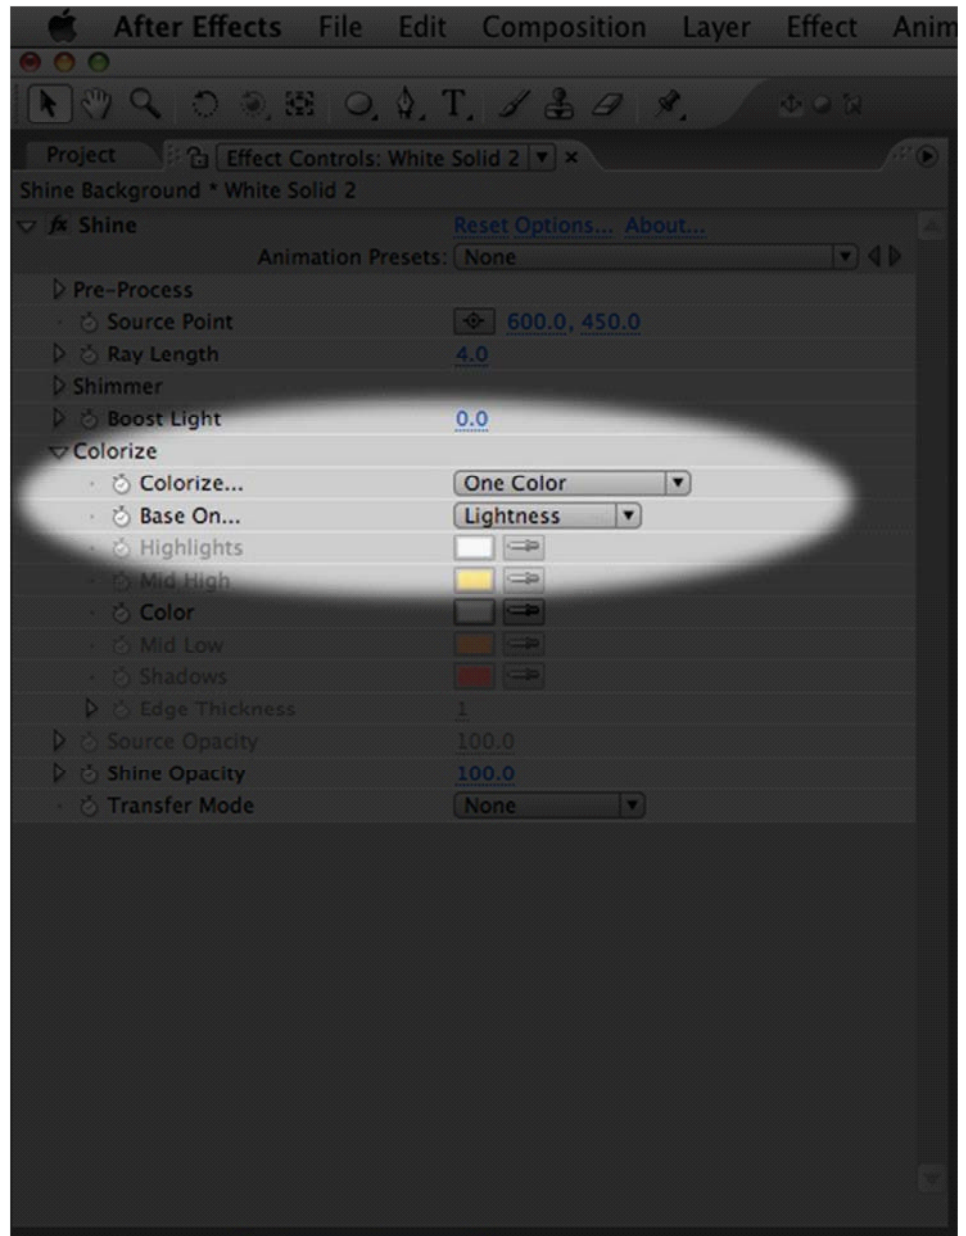 After Effects File Edit Composition Layer Effect Anim
T
Project Effect Controls: White Solid 2 ×
Shine Background * White Solid 2
fx Shine Reset Options... About...
Animation Presets: None
Pre-Process
Source Point 600.0, 450.0
Ray Length 4.0
Shimmer
Boost Light 0.0
Colorize
Colorize... One Color
Base On... Lightness
Highlights
Mid High
Color
Mid Low
Shadows
Edge Thickness 1
Source Opacity 100.0
Shine Opacity 100.0
Transfer Mode None